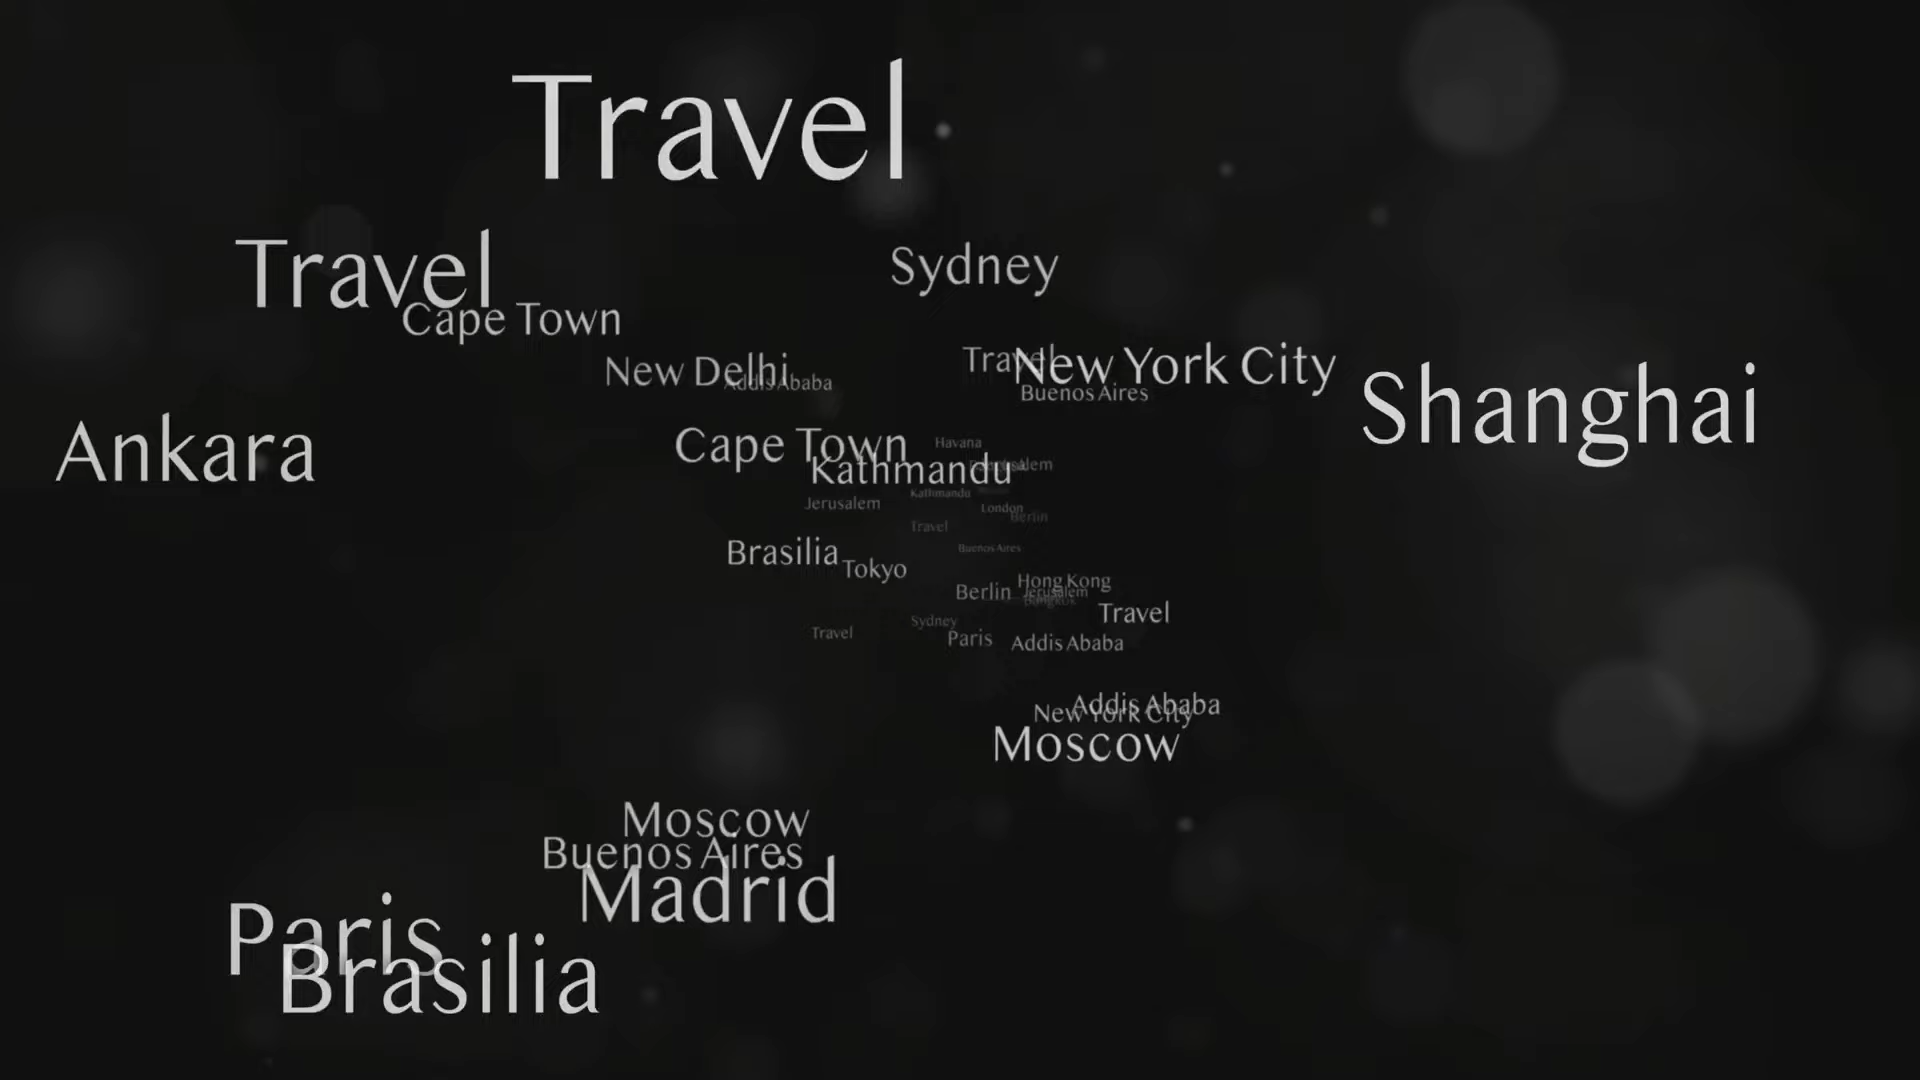 Travel
Travel
Sydney
Cape Town
New Delhi
Addis Ababa
Travel
New York City
Buenos Aires
Shanghai
Ankara
Cape Town
Havana
Kathmandu
Jerusalem
Kathmandu
London
Berlin
Travel
Buenos Aires
Brasilia
Tokyo
Hong Kong
Berlin
Jerusalem
Bangkok
Travel
Sydney
Travel
Paris
Addis Ababa
Addis Ababa
New York City
Moscow
Moscow
Buenos Aires
Madrid
Paris
Brasilia